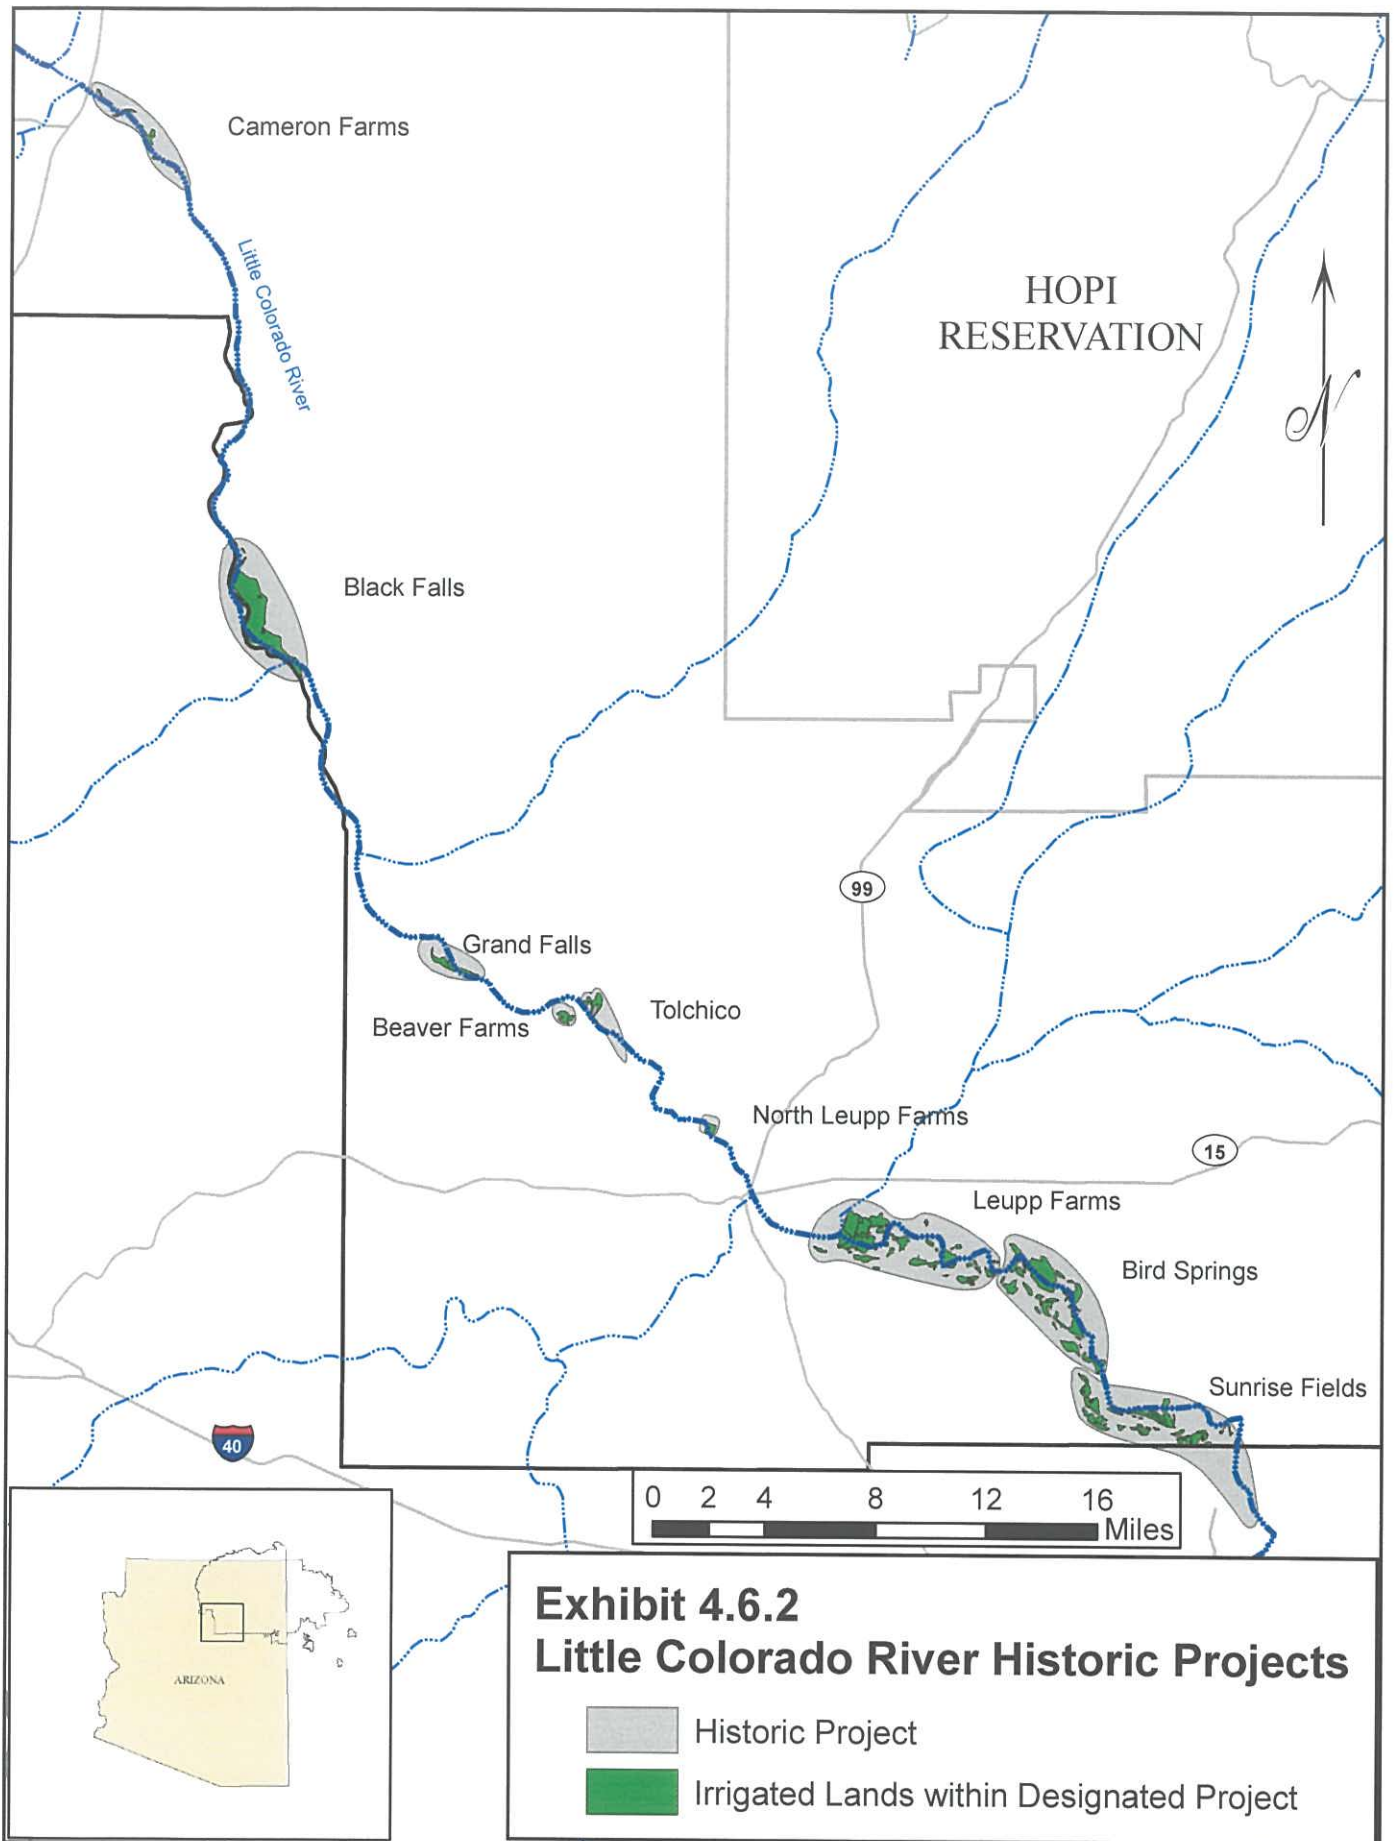 Cameron Farms
Little Colorado River
HOPI
RESERVATION
N
Black Falls
99
Grand Falls
Tolchico
Beaver Farms
North Leupp Farms
15
Leupp Farms
Bird Springs
Sunrise Fields
40
0 2 4 8 12 16
Miles
ARIZONA
Exhibit 4.6.2
Little Colorado River Historic Projects
Historic Project
Irrigated Lands within Designated Project